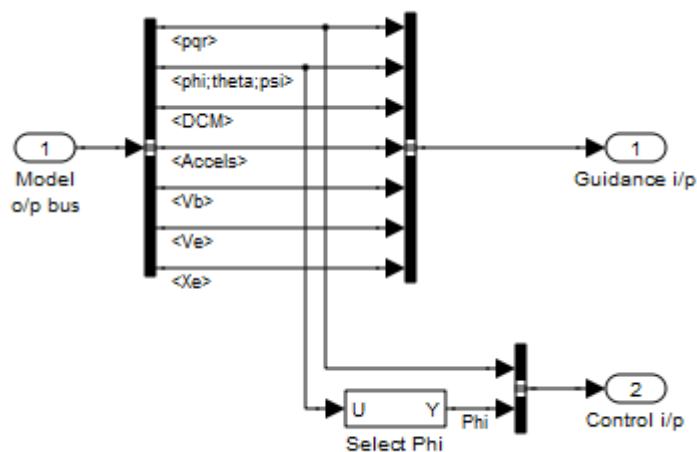 <pqr>
<phi;theta;psi>
<DCM>
1
<Accels>
1
Model
o/p bus
Guidance i/p
<Vb>
<Ve>
<Xe>
U Y
Phi
2
Select Phi
Control i/p